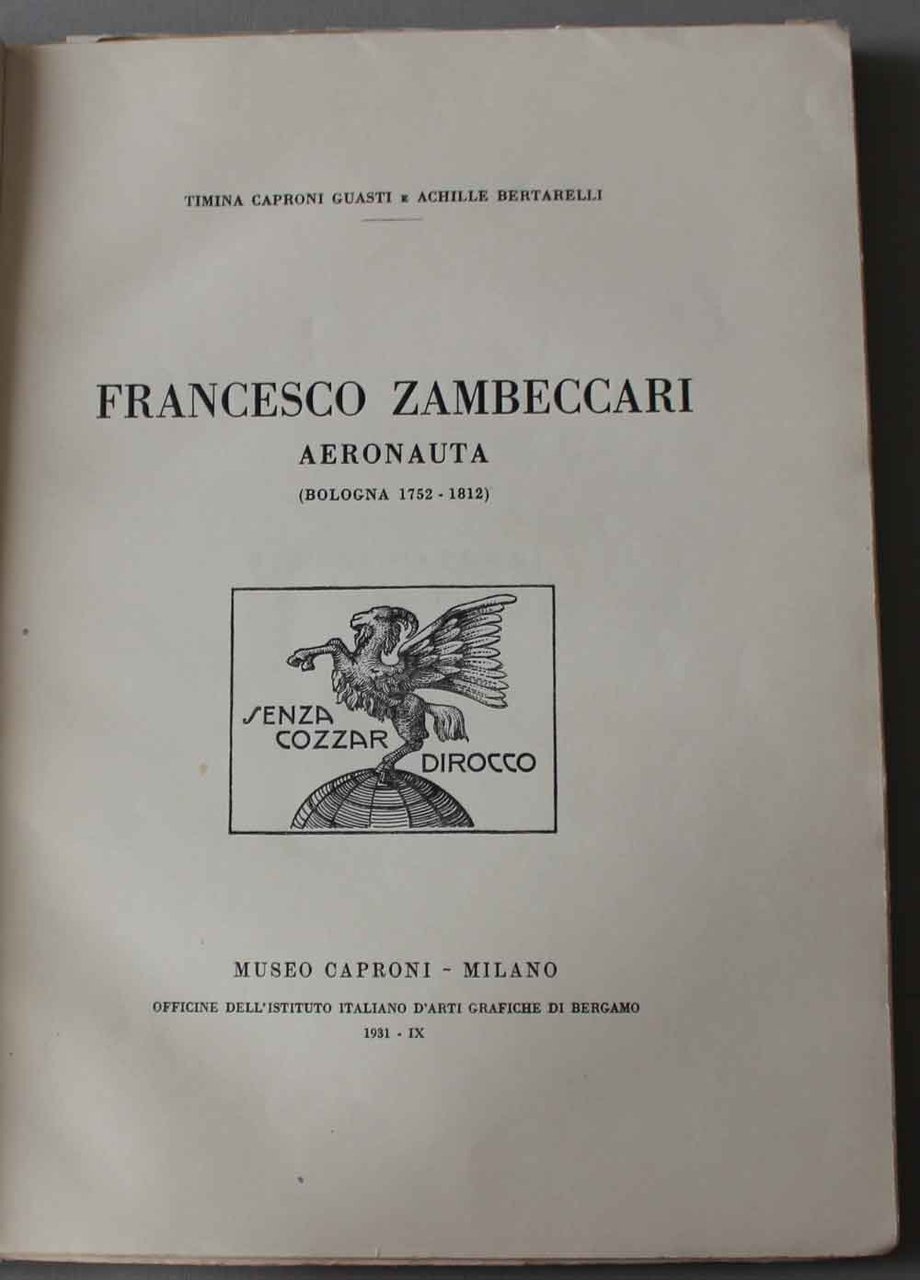 TIMINA CAPRONI GUASTI E ACHILLE BERTARELLI
FRANCESCO ZAMBECCARI
AERONAUTA
(BOLOGNA 1752 - 1812)
SENZA
COZZAR
DIROCCO
MUSEO CAPRONI - MILANO
OFFICINE DELL'ISTITUTO ITALIANO D'ARTI GRAFICHE DI BERGAMO
1931 - IX